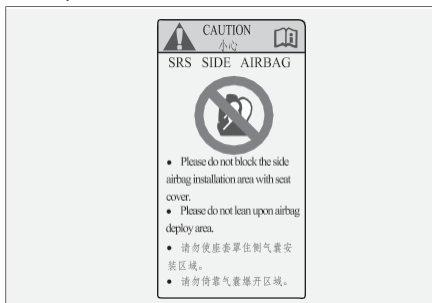 CAUTION
小心
SRS SIDE AIRBAG
• Please do not block the side
airbag installation area with seat
cover.
• Please do not lean upon airbag
deploy area.
• 请勿使座套罩住侧气囊安
装区域。
• 请勿倚靠气囊爆开区域。